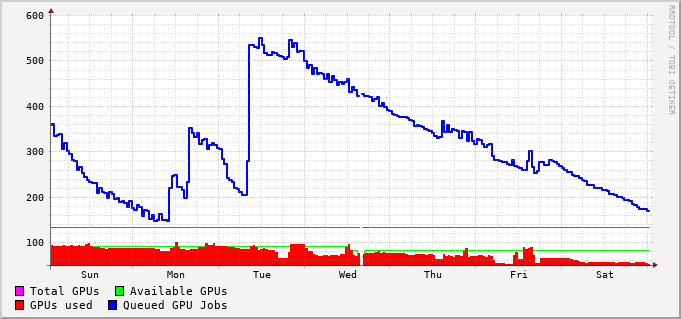 600
500
400
300
200
100
Sun Mon Tue Wed Thu Fri Sat
Total GPUs Available GPUs
GPUs used Queued GPU Jobs
RRDTOOL / TOBI OETIKER